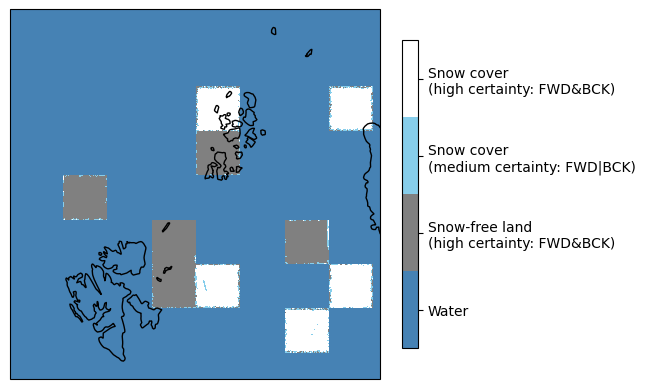 Snow cover
(high certainty: FWD&BCK)
Snow cover
(medium certainty: FWD|BCK)
Snow-free land
(high certainty: FWD&BCK)
Water